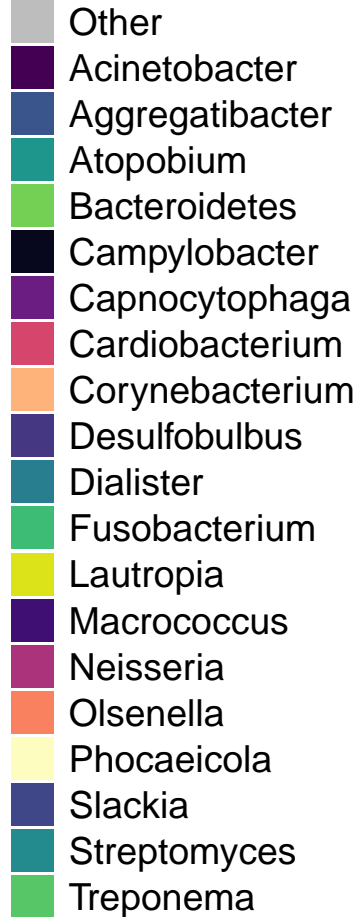 Other
Acinetobacter
Aggregatibacter
Atopobium
Bacteroidetes
Campylobacter
Capnocytophaga
Cardiobacterium
Corynebacterium
Desulfobulbus
Dialister
Fusobacterium
Lautropia
Macrococcus
Neisseria
Olsenella
Phocaeicola
Slackia
Streptomyces
Treponema